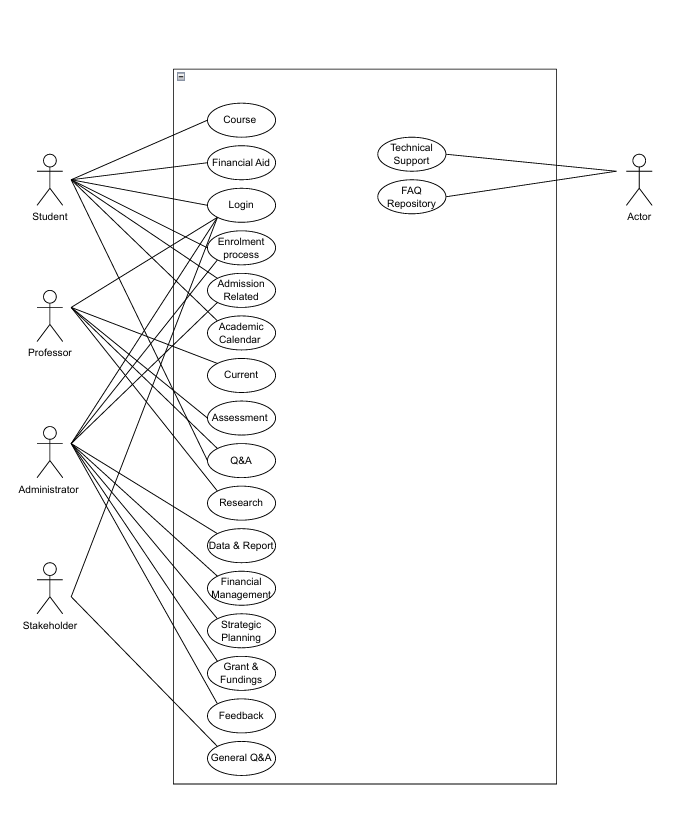 Course
Financial Aid
Login
Enrolment
process
Admission
Related
Academic
Calendar
Current
Assessment
Q&A
Research
Data & Report
Financial
Management
Strategic
Planning
Grant &
Fundings
Feedback
General Q&A
Technical
Support
FAQ
Repository
Student
Professor
Administrator
Stakeholder
Actor